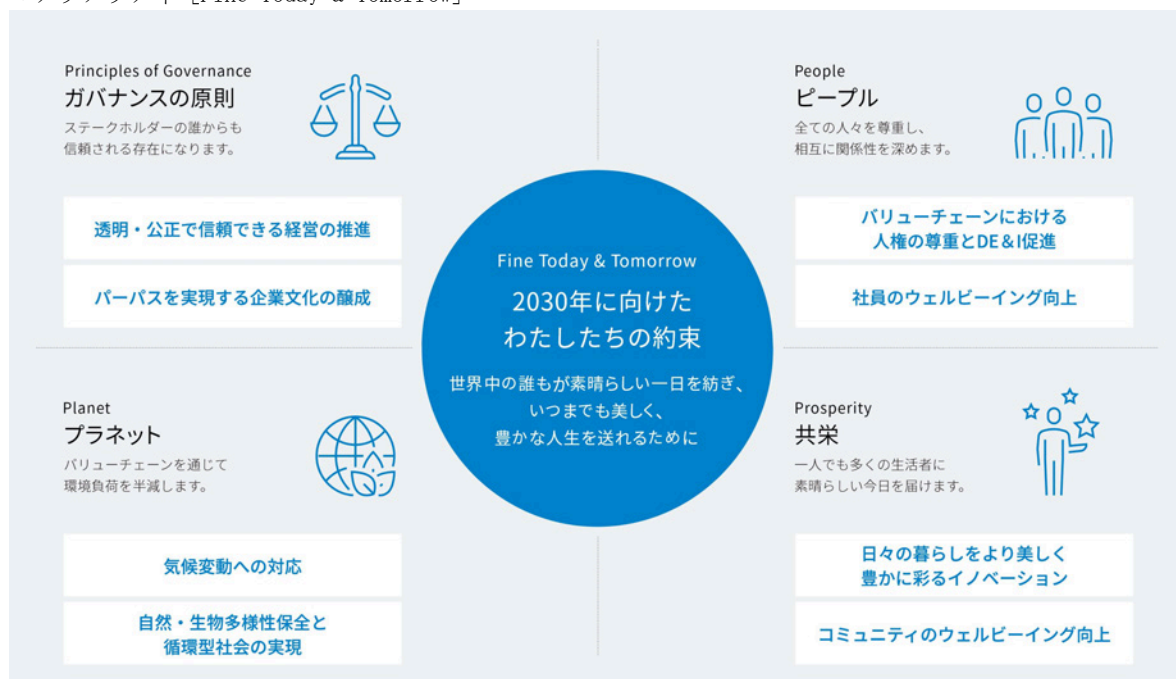 [Fine Today & Tomorrow]
Principles of Governance
ガバナンスの原則
ステークホルダーの誰からも
信頼される存在になります。
透明・公正で信頼できる経営の推進
パーパスを実現する企業文化の醸成
People
ピープル
全ての人々を尊重し、
相互に関係性を深めます。
バリューチェーンにおける
人権の尊重とDE&I促進
社員のウェルビーイング向上
Fine Today & Tomorrow
2030年に向けた
わたしたちの約束
世界中の誰もが素晴らしい一日を紡ぎ、
いつまでも美しく、
豊かな人生を送れるために
Planet
プラネット
バリューチェーンを通じて
環境負荷を半減します。
気候変動への対応
自然・生物多様性保全と
循環型社会の実現
Prosperity
共栄
一人でも多くの生活者に
素晴らしい今日を届けます。
日々の暮らしをより美しく
豊かに彩るイノベーション
コミュニティのウェルビーイング向上